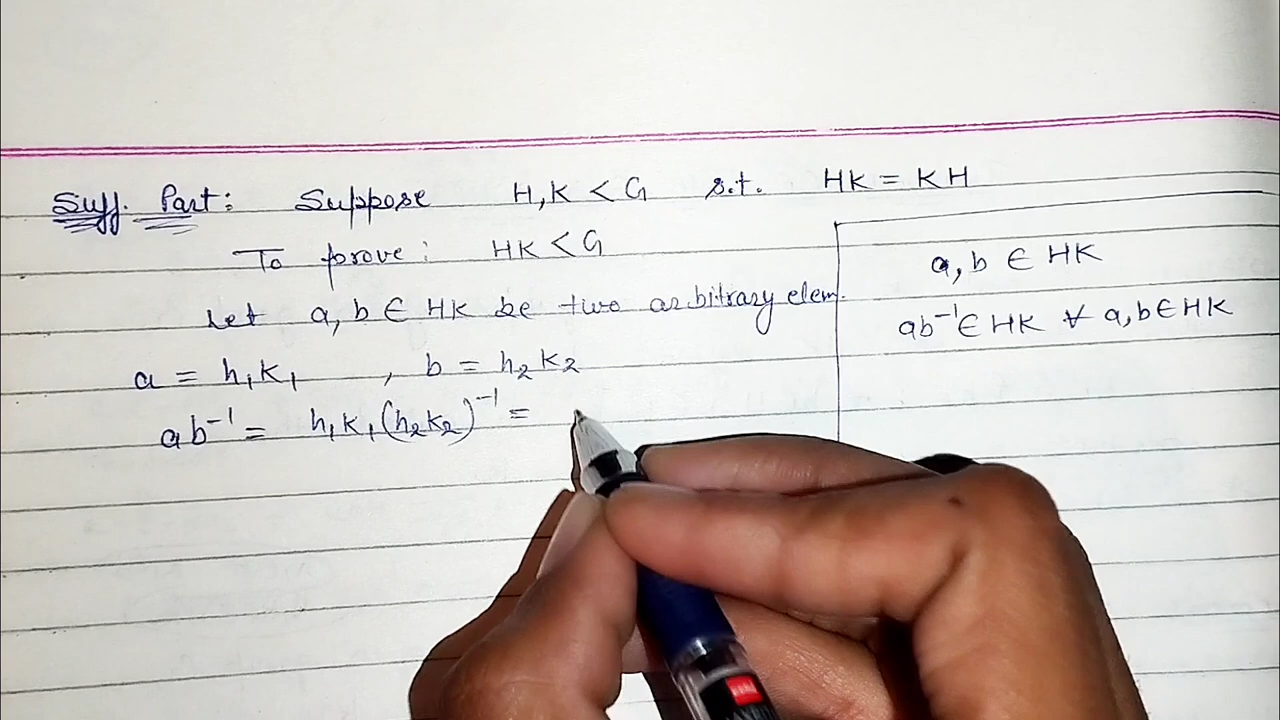 Suff. Part: Suppose H, K < G s.t. HK = KH
To prove: HK < G
Let a, b ∈ HK be two arbitrary elem.
a = h₁k₁ , b = h₂k₂
ab⁻¹ = h₁k₁(h₂k₂)⁻¹ =
a, b ∈ HK
ab⁻¹ ∈ HK ∀ a, b ∈ HK